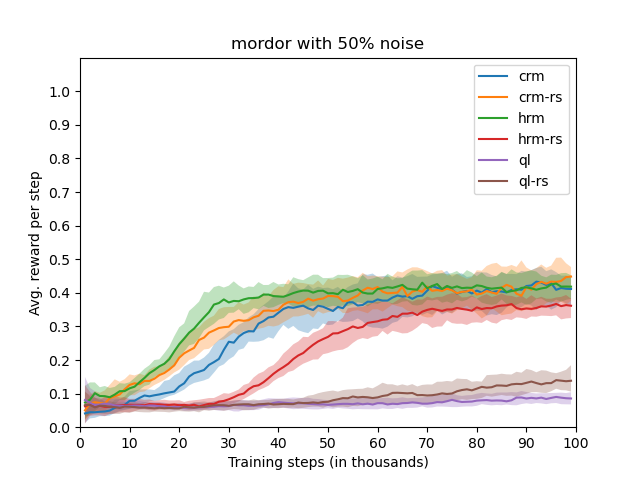 mordor with 50% noise
crm
crm-rs
hrm
hrm-rs
ql
ql-rs
Avg. reward per step
1.0
0.9
0.8
0.7
0.6
0.5
0.4
0.3
0.2
0.1
0.0
0 10 20 30 40 50 60 70 80 90 100
Training steps (in thousands)